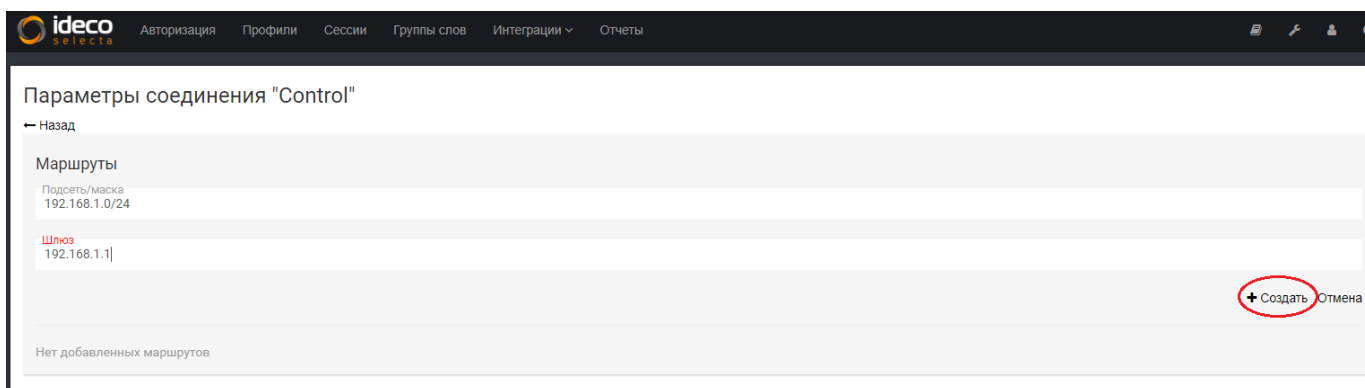 ideco
selecta
Авторизация Профили Сессии Группы слов Интеграции Отчеты
Параметры соединения "Control"
← Назад
Маршруты
Подсеть/маска
192.168.1.0/24
Шлюз
192.168.1.1
+ Создать Отмена
Нет добавленных маршрутов